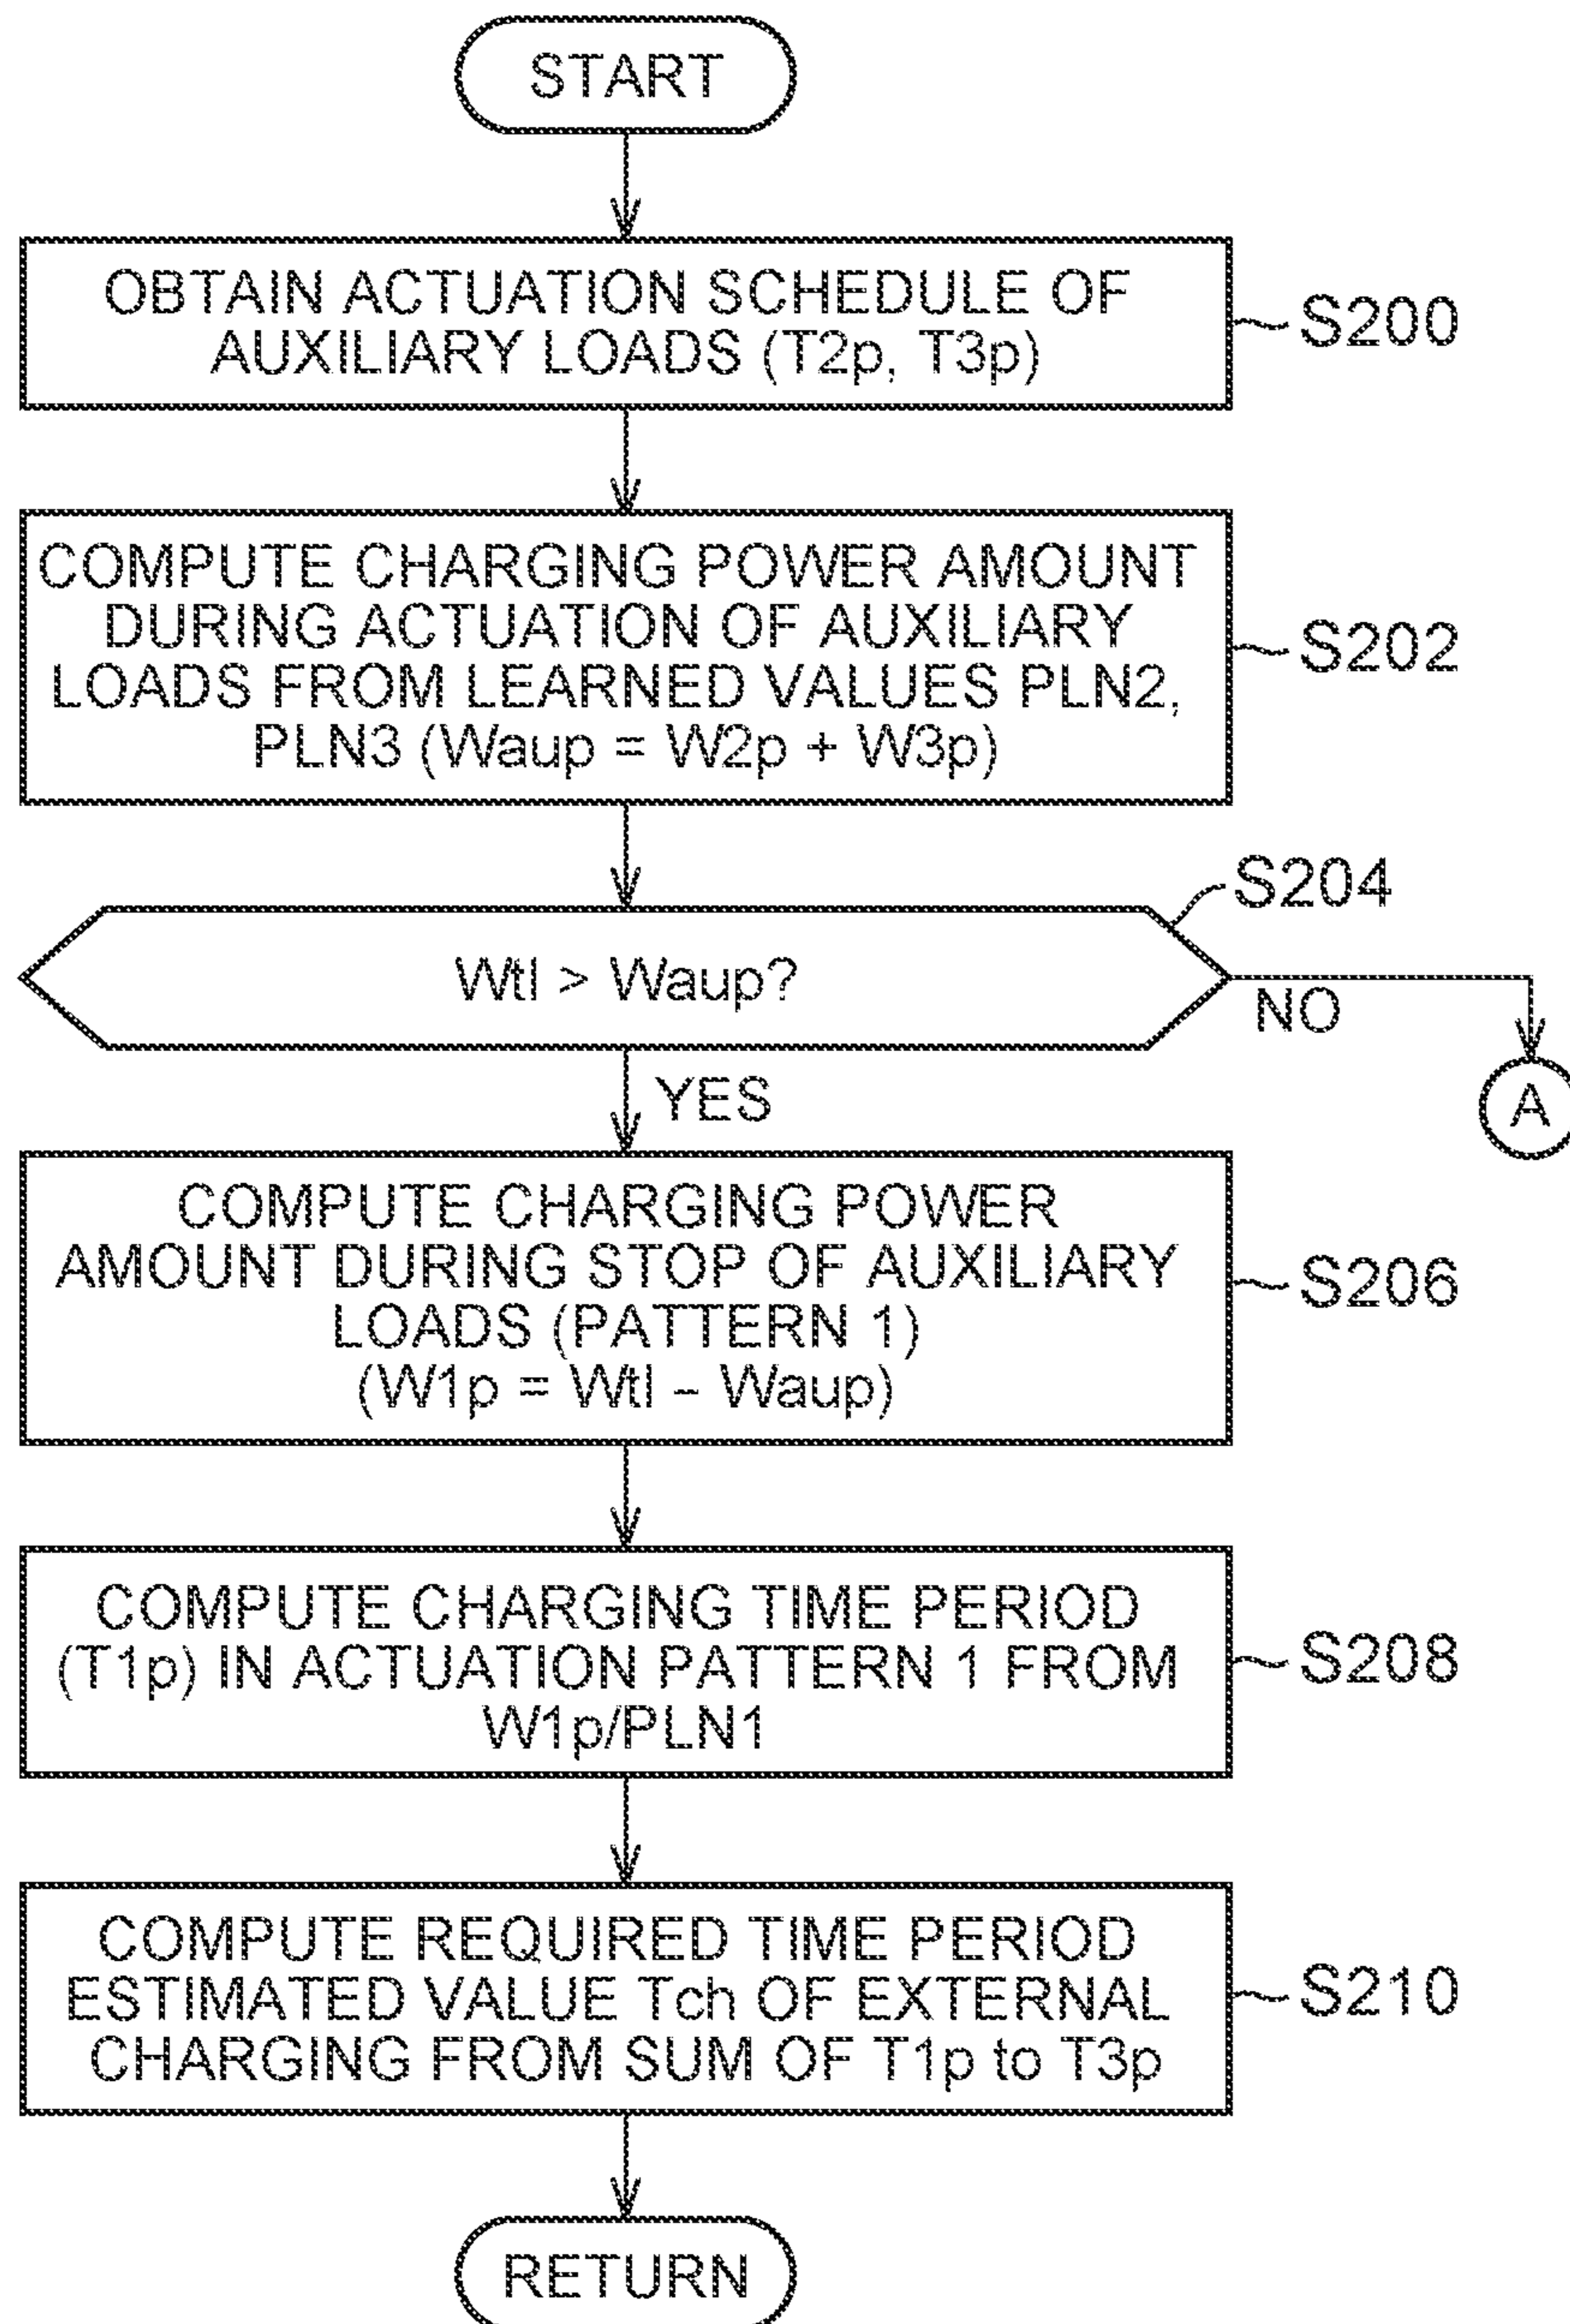 START
OBTAIN ACTUATION SCHEDULE OF
AUXILIARY LOADS (T2p, T3p)
S200
COMPUTE CHARGING POWER AMOUNT
DURING ACTUATION OF AUXILIARY
LOADS FROM LEARNED VALUES PLN2,
PLN3 (Waup = W2p + W3p)
S202
S204
Wtl > Waup?
NO
A
YES
COMPUTE CHARGING POWER
AMOUNT DURING STOP OF AUXILIARY
LOADS (PATTERN 1)
(W1p = Wtl – Waup)
S206
COMPUTE CHARGING TIME PERIOD
(T1p) IN ACTUATION PATTERN 1 FROM
W1p/PLN1
S208
COMPUTE REQUIRED TIME PERIOD
ESTIMATED VALUE Tch OF EXTERNAL
CHARGING FROM SUM OF T1p to T3p
S210
RETURN